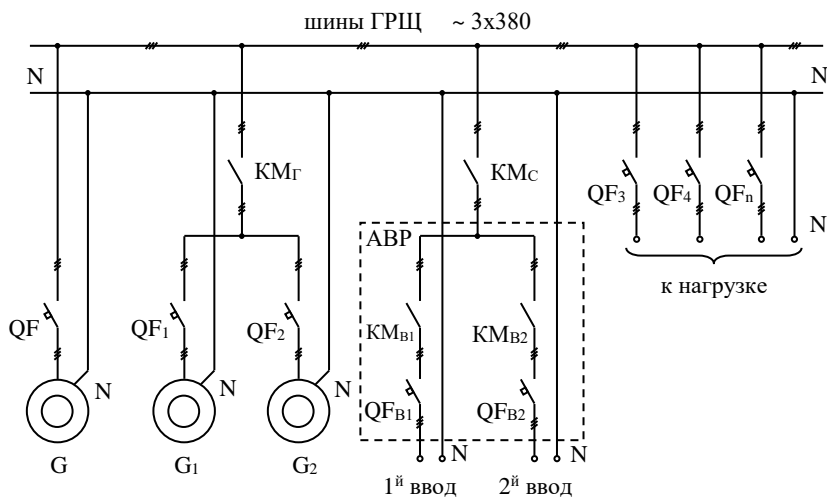 шины ГРЩ ~ 3x380
N N
КМГ КМС
QF3 QF4 QFn
N
АВР
к нагрузке
QF QF1 QF2 КМВ1 КМВ2
N N N
QFВ1 QFВ2
N N
G G1 G2
1й ввод 2й ввод